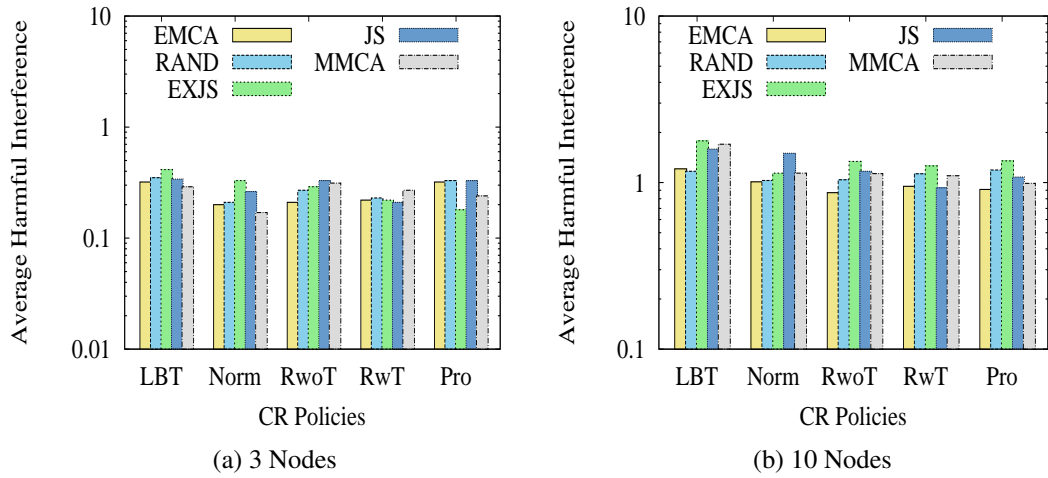 Average Harmful Interference
10
1
0.1
0.01
EMCA
RAND
EXJS
JS
MMCA
LBT Norm RwoT RwT Pro
CR Policies
(a) 3 Nodes
Average Harmful Interference
10
1
0.1
EMCA
RAND
EXJS
JS
MMCA
LBT Norm RwoT RwT Pro
CR Policies
(b) 10 Nodes